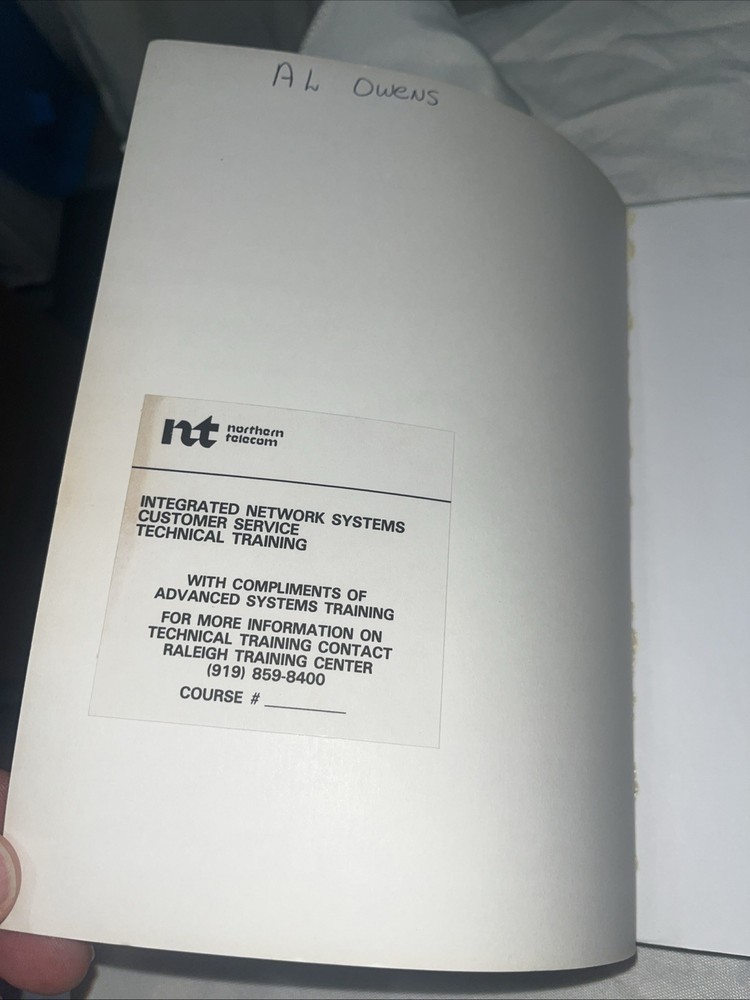 AL OWENS
nt northern
telecom
INTEGRATED NETWORK SYSTEMS
CUSTOMER SERVICE
TECHNICAL TRAINING
WITH COMPLIMENTS OF
ADVANCED SYSTEMS TRAINING
FOR MORE INFORMATION ON
TECHNICAL TRAINING CONTACT
RALEIGH TRAINING CENTER
(919) 859-8400
COURSE # ________